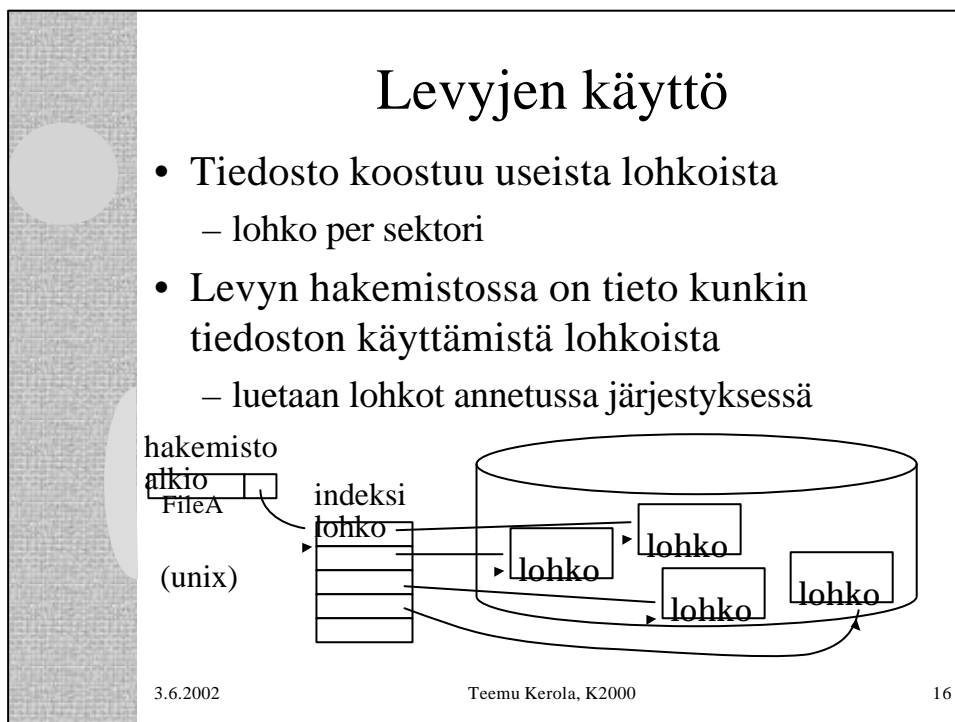 Levyjen käyttö
• Tiedosto koostuu useista lohkoista
– lohko per sektori
• Levyn hakemistossa on tieto kunkin
tiedoston käyttämistä lohkoista
– luetaan lohkot annetussa järjestyksessä
hakemisto
alkio
FileA
indeksi
lohko
(unix)
lohko
lohko
lohko
lohko
3.6.2002
Teemu Kerola, K2000
16